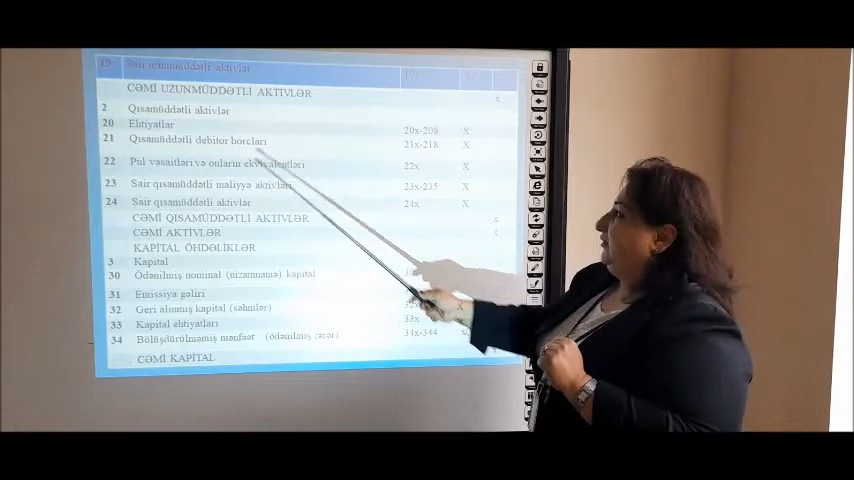 19 Sair uzunmüddətli aktivlər 19x
CƏMİ UZUNMÜDDƏTLİ AKTİVLƏR x
2 Qısamüddətli aktivlər
20 Ehtiyatlar 20x-208 X
21 Qısamüddətli debitor borcları 21x-218 X
22 Pul vəsaitləri və onların ekvivalentləri 22x X
23 Sair qısamüddətli maliyyə aktivləri 23x-235 X
24 Sair qısamüddətli aktivlər 24x X
CƏMİ QISAMÜDDƏTLİ AKTİVLƏR x
CƏMİ AKTİVLƏR x
KAPİTAL ÖHDƏLİKLƏR
3 Kapital
30 Ödənilmiş nominal (nizamnamə) kapital
31 Emissiya gəliri
32 Geri alınmış kapital (səhmlər)
33 Kapital ehtiyatları 33x
34 Bölüşdürülməmiş mənfəət (ödənilmiş zərər) 34x-344
CƏMİ KAPİTAL